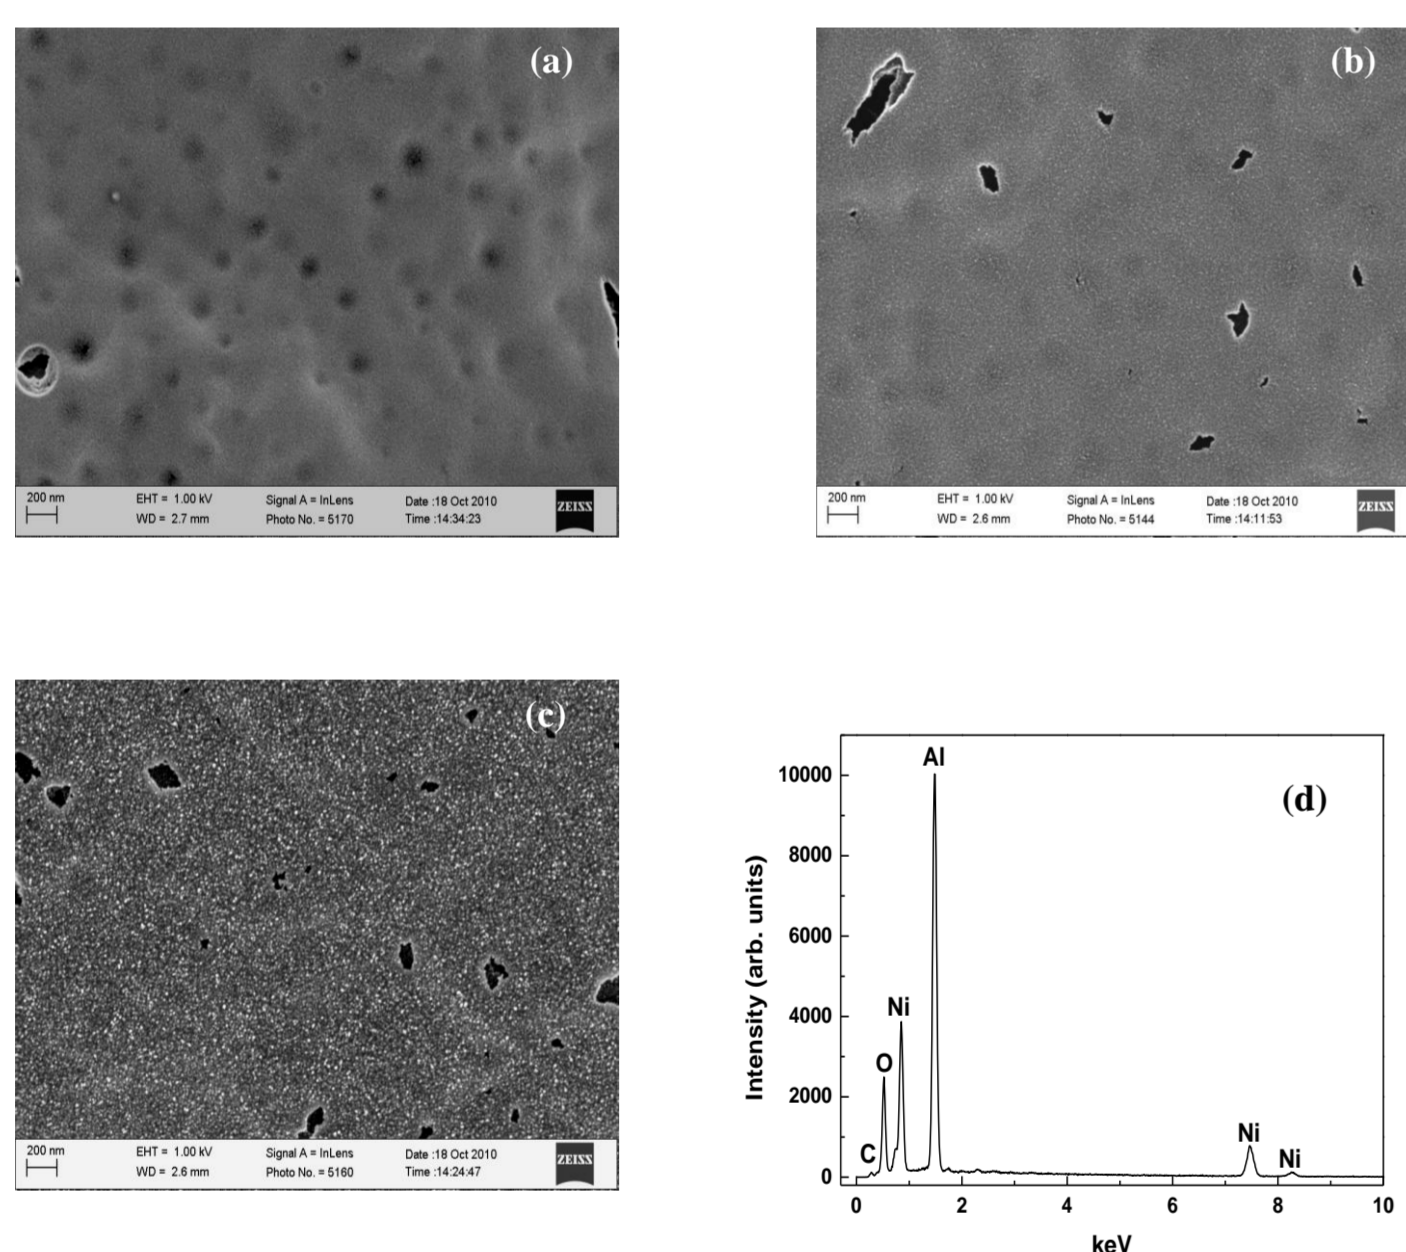 (a)
200 nm EHT = 1.00 kV Signal A = InLens Date :18 Oct 2010 ZEISS
WD = 2.7 mm Photo No. = 5170 Time :14:34:23
(b)
200 nm EHT = 1.00 kV Signal A = InLens Date :18 Oct 2010 ZEISS
WD = 2.6 mm Photo No. = 5144 Time :14:11:53
(c)
200 nm EHT = 1.00 kV Signal A = InLens Date :18 Oct 2010 ZEISS
WD = 2.6 mm Photo No. = 5160 Time :14:24:47
(d)
Intensity (arb. units)
10000
8000
6000
4000
2000
0
C
O
Ni
Al
Ni
Ni
0 2 4 6 8 10
keV